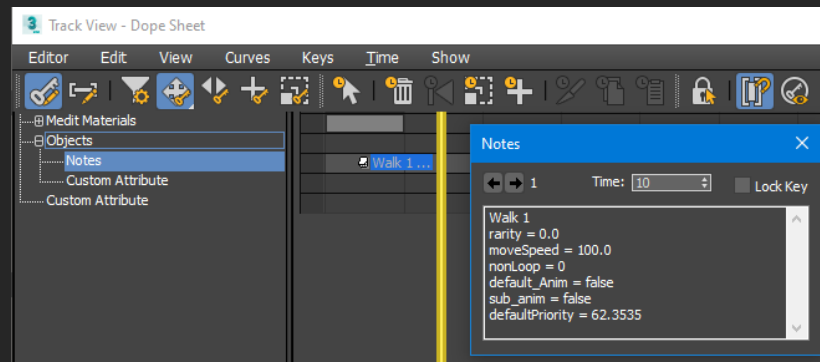 3 Track View - Dope Sheet
Editor Edit View Curves Keys Time Show
Medit Materials
Objects
Notes
Custom Attribute
Custom Attribute
Walk 1 ...
Notes
1 Time: 10 Lock Key
Walk 1
rarity = 0.0
moveSpeed = 100.0
nonLoop = 0
default_Anim = false
sub_anim = false
defaultPriority = 62.3535